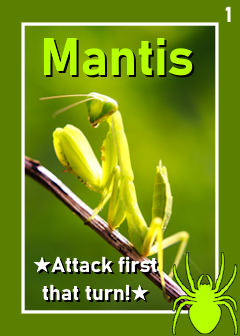 1
Mantis
★Attack first
that turn!★